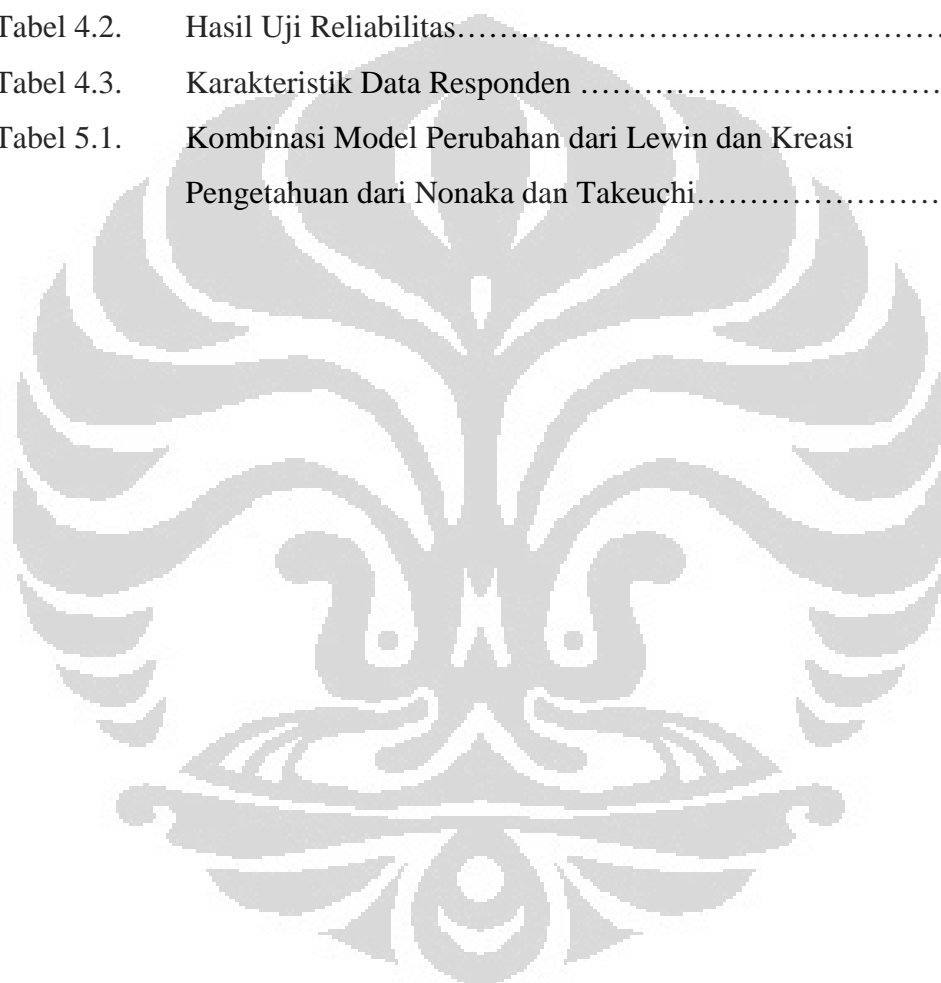 Tabel 4.2. Hasil Uji Reliabilitas……………………………………….
Tabel 4.3. Karakteristik Data Responden …………………………….
Tabel 5.1. Kombinasi Model Perubahan dari Lewin dan Kreasi
Pengetahuan dari Nonaka dan Takeuchi…………………….